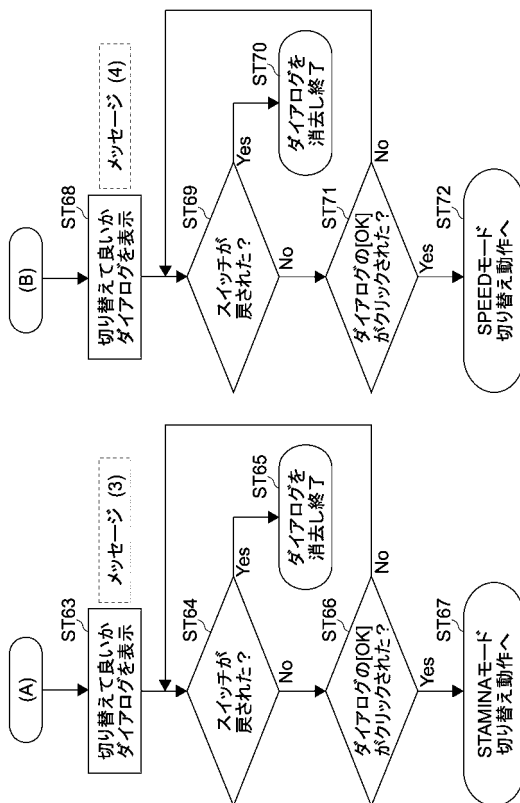 (A)
ST63
切り替えて良いか
ダイアログを表示
メッセージ (3)
ST64
スイッチが
戻された?
Yes
No
ST65
ダイアログを
消去し終了
ST66
ダイアログの[OK]
がクリックされた?
No
Yes
ST67
STAMINAモード
切り替え動作へ
(B)
ST68
切り替えて良いか
ダイアログを表示
メッセージ (4)
ST69
スイッチが
戻された?
Yes
No
ST70
ダイアログを
消去し終了
ST71
ダイアログの[OK]
がクリックされた?
No
Yes
ST72
SPEEDモード
切り替え動作へ